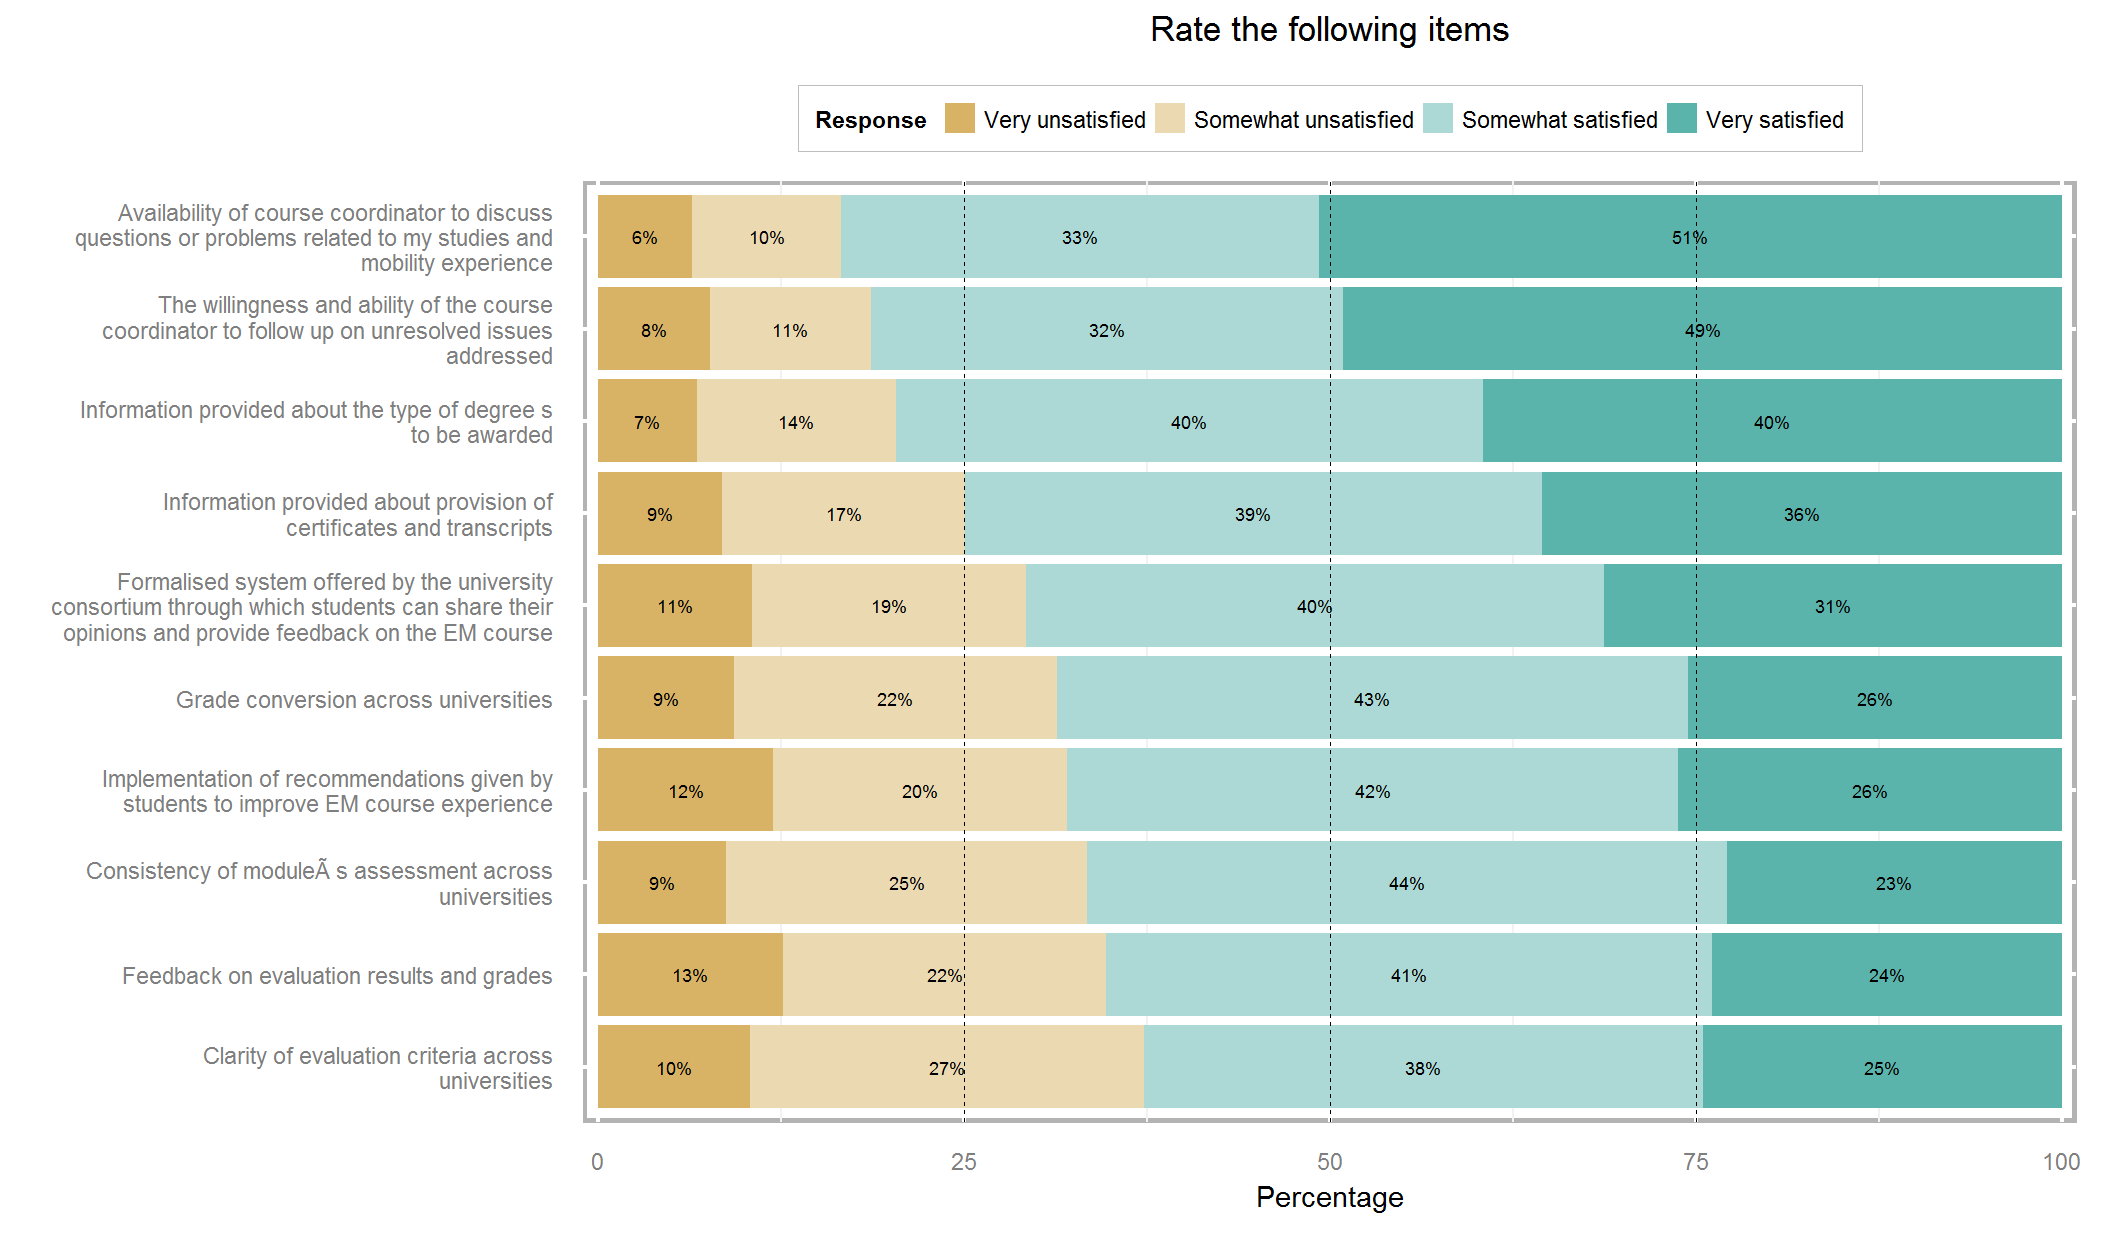 Rate the following items
Response Very unsatisfied Somewhat unsatisfied Somewhat satisfied Very satisfied
Availability of course coordinator to discuss
questions or problems related to my studies and
mobility experience
6% 10% 33% 51%
The willingness and ability of the course
coordinator to follow up on unresolved issues
addressed
8% 11% 32% 49%
Information provided about the type of degree s
to be awarded
7% 14% 40% 40%
Information provided about provision of
certificates and transcripts
9% 17% 39% 36%
Formalised system offered by the university
consortium through which students can share their
opinions and provide feedback on the EM course
11% 19% 40% 31%
Grade conversion across universities
9% 22% 43% 26%
Implementation of recommendations given by
students to improve EM course experience
12% 20% 42% 26%
Consistency of moduleÃ s assessment across
universities
9% 25% 44% 23%
Feedback on evaluation results and grades
13% 22% 41% 24%
Clarity of evaluation criteria across
universities
10% 27% 38% 25%
0 25 50 75 100
Percentage